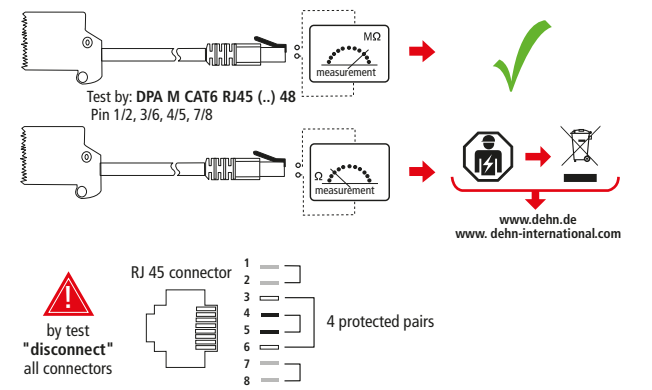 MΩ
measurement
Test by: DPA M CAT6 RJ45 (..) 48
Pin 1/2, 3/6, 4/5, 7/8
Ω
measurement
www.dehn.de
www. dehn-international.com
!
by test
"disconnect"
all connectors
RJ 45 connector
1
2
3
4
5
6
7
8
4 protected pairs